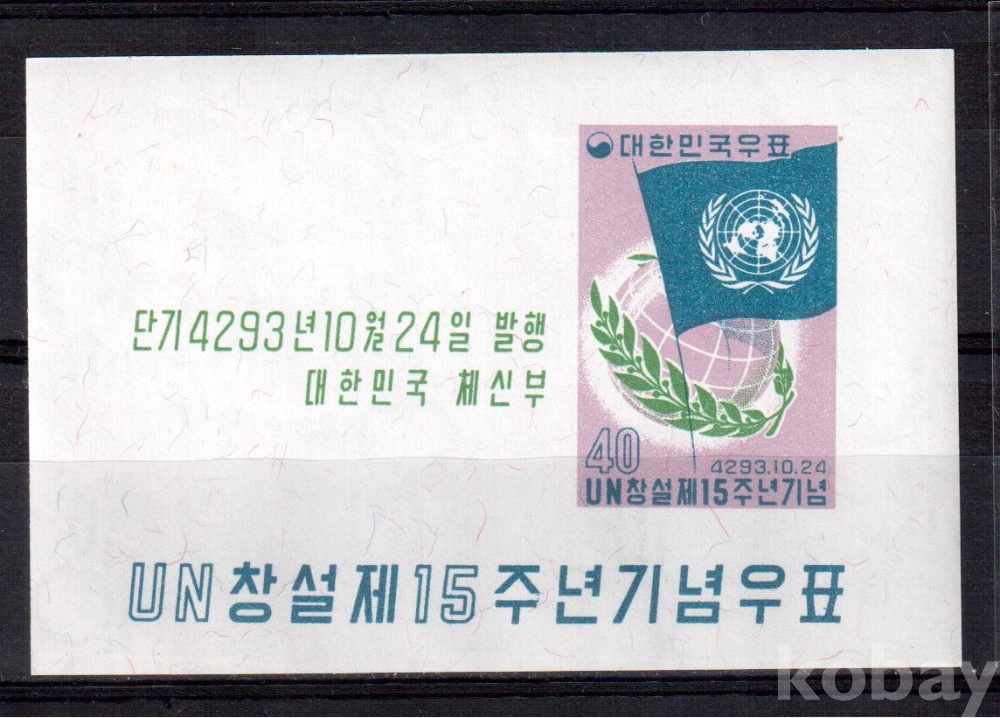 대한민국우표
단기4293년10월24일 발행
대한민국 체신부
40
4293.10.24
UN창설제15주년기념
UN창설제15주년기념우표
kobay